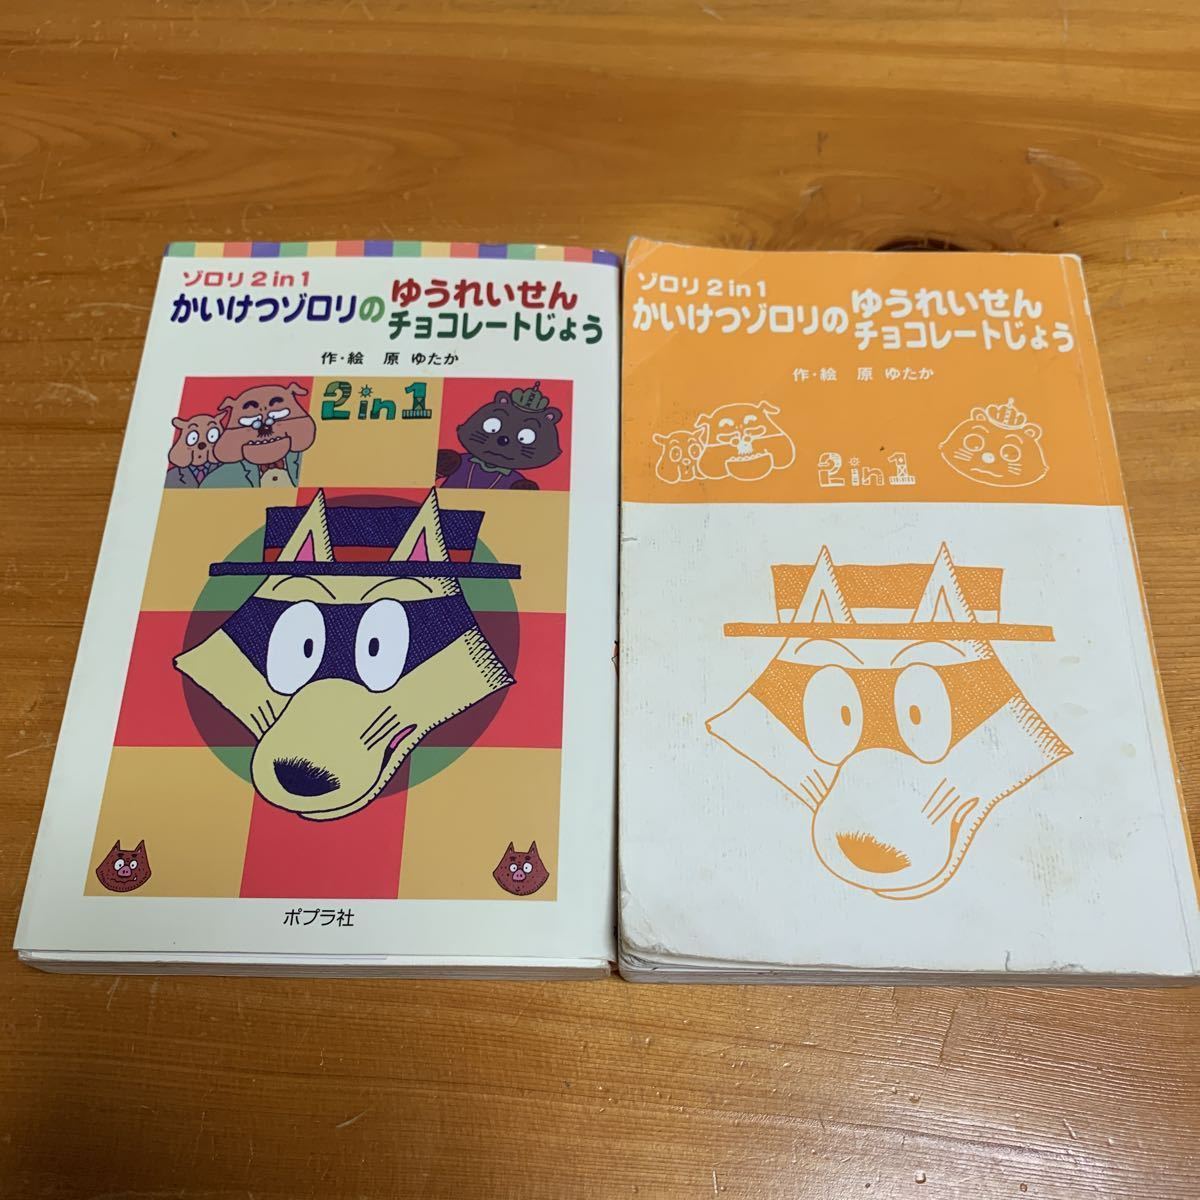 ゾロリ 2 in 1
かいけつゾロリの
ゆうれいせん
チョコレートじょう
作・絵 原 ゆたか
2 in 1
ポプラ社
ゾロリ 2 in 1
かいけつゾロリの
ゆうれいせん
チョコレートじょう
作・絵 原 ゆたか
2 in 1